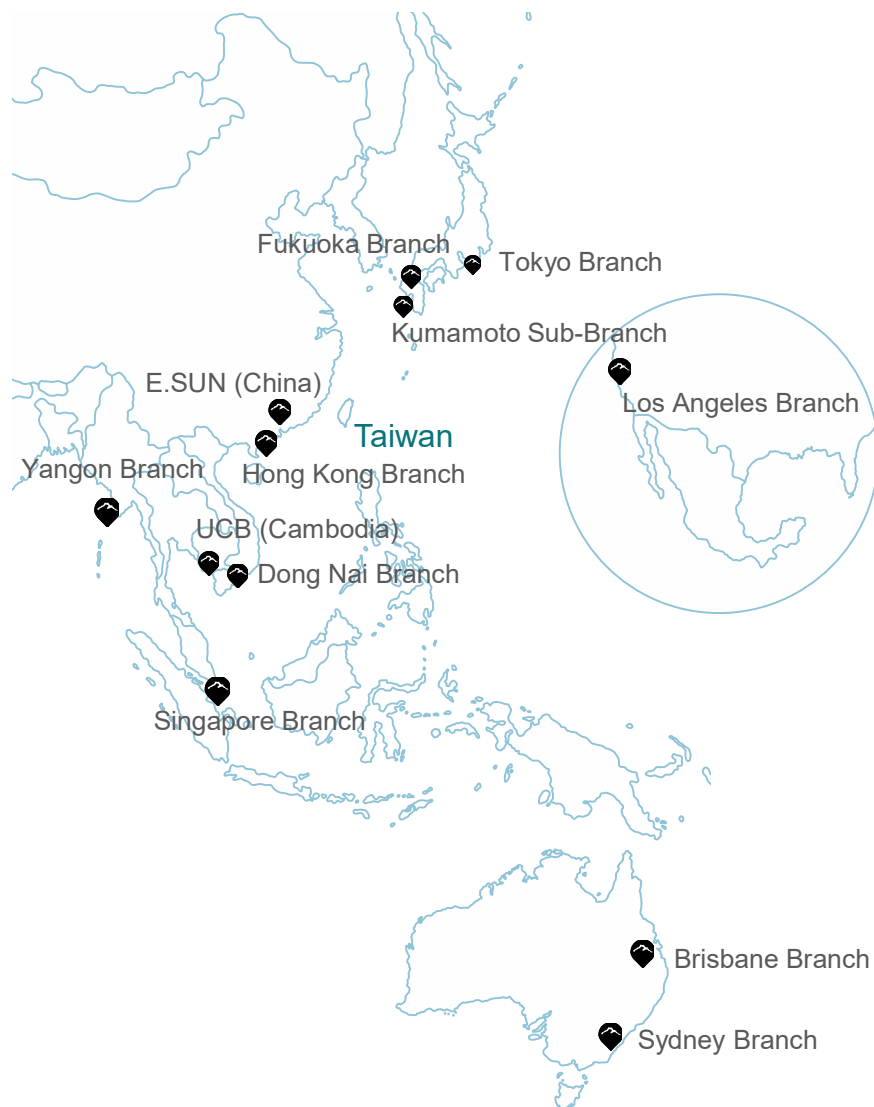 Fukuoka Branch
Tokyo Branch
Kumamoto Sub-Branch
E.SUN (China)
Los Angeles Branch
Taiwan
Yangon Branch
Hong Kong Branch
UCB (Cambodia)
Dong Nai Branch
Singapore Branch
Brisbane Branch
Sydney Branch